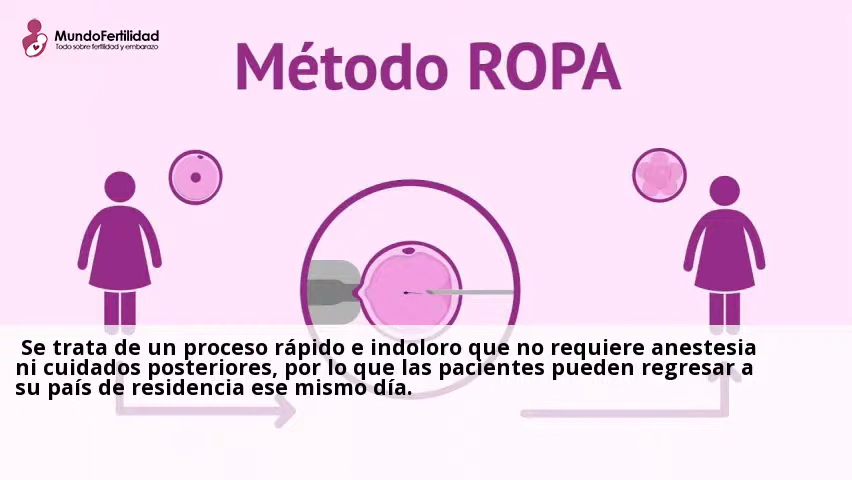 MundoFertilidad
Todo sobre fertilidad y embarazo
Método ROPA
Se trata de un proceso rápido e indoloro que no requiere anestesia
ni cuidados posteriores, por lo que las pacientes pueden regresar a
su país de residencia ese mismo día.